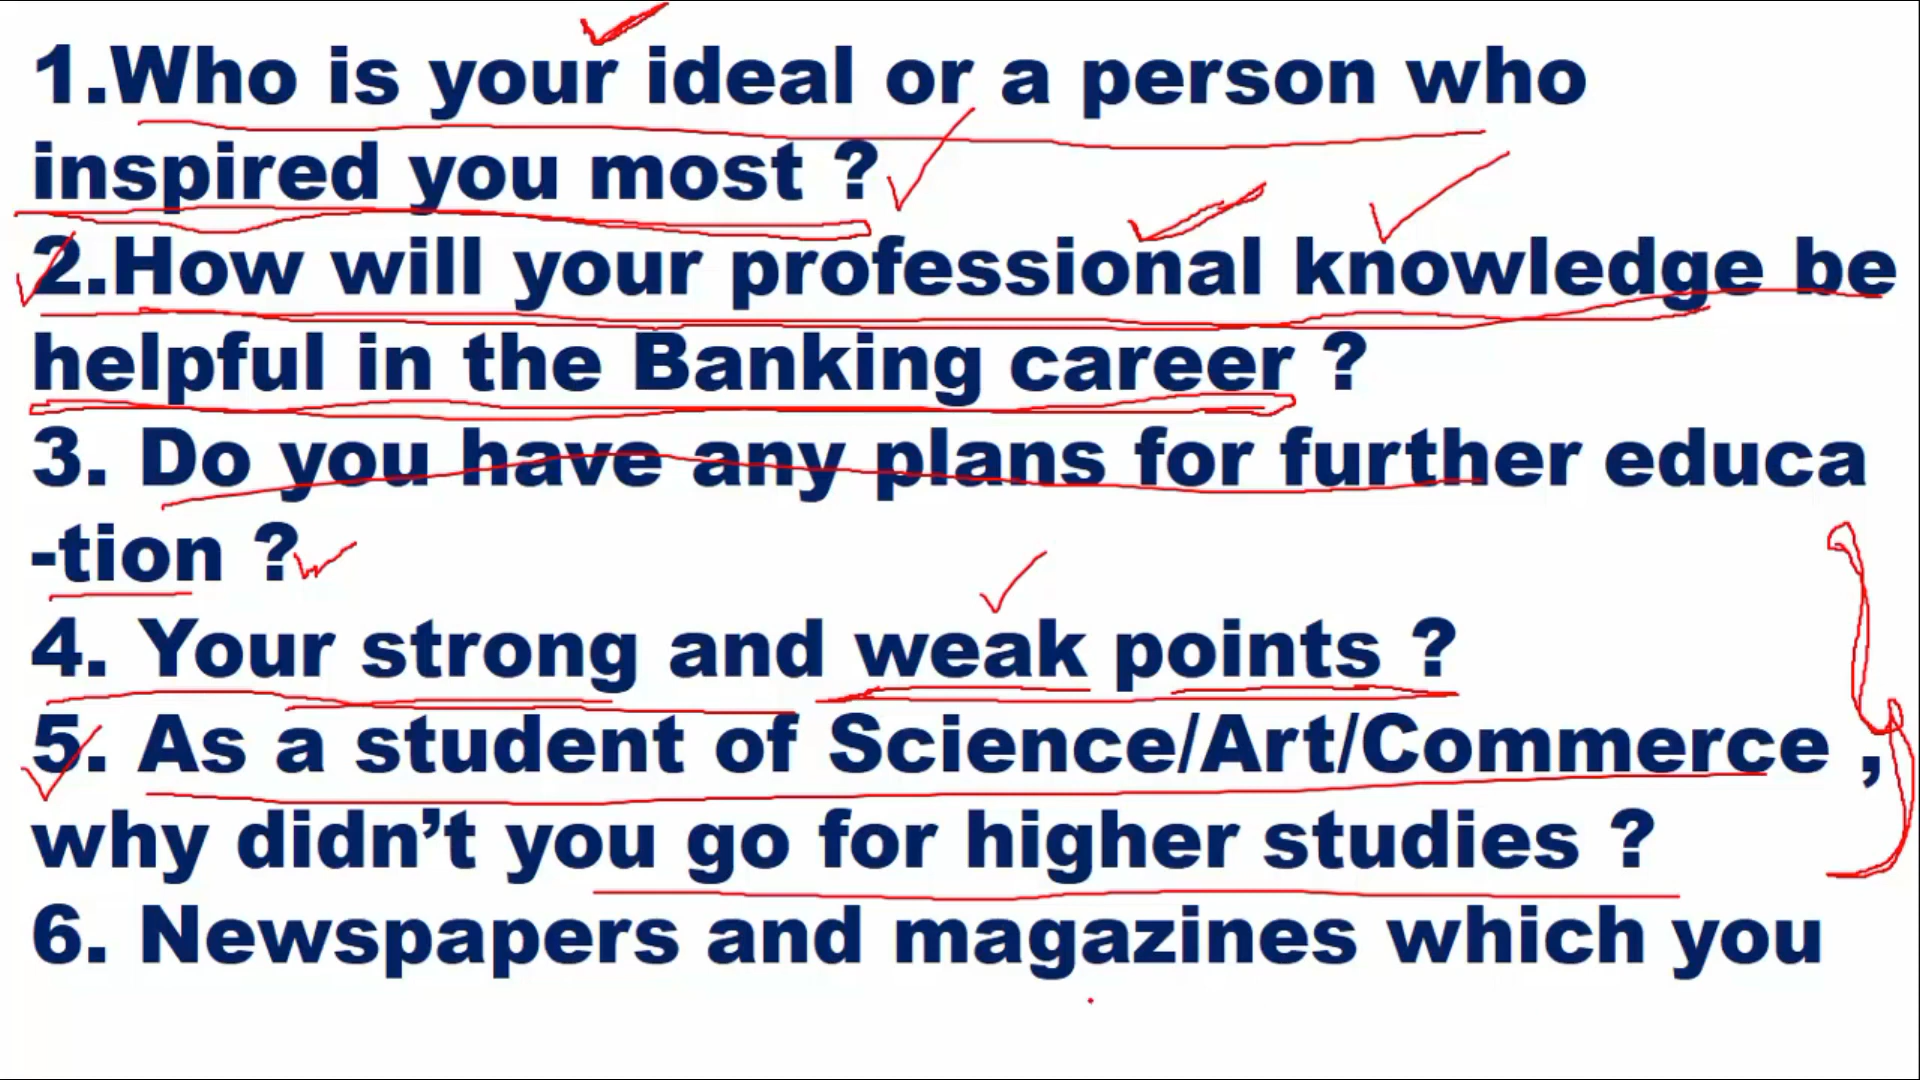 1.Who is your ideal or a person who
inspired you most ?
2.How will your professional knowledge be
helpful in the Banking career ?
3. Do you have any plans for further educa
-tion ?
4. Your strong and weak points ?
5. As a student of Science/Art/Commerce ,
why didn’t you go for higher studies ?
6. Newspapers and magazines which you